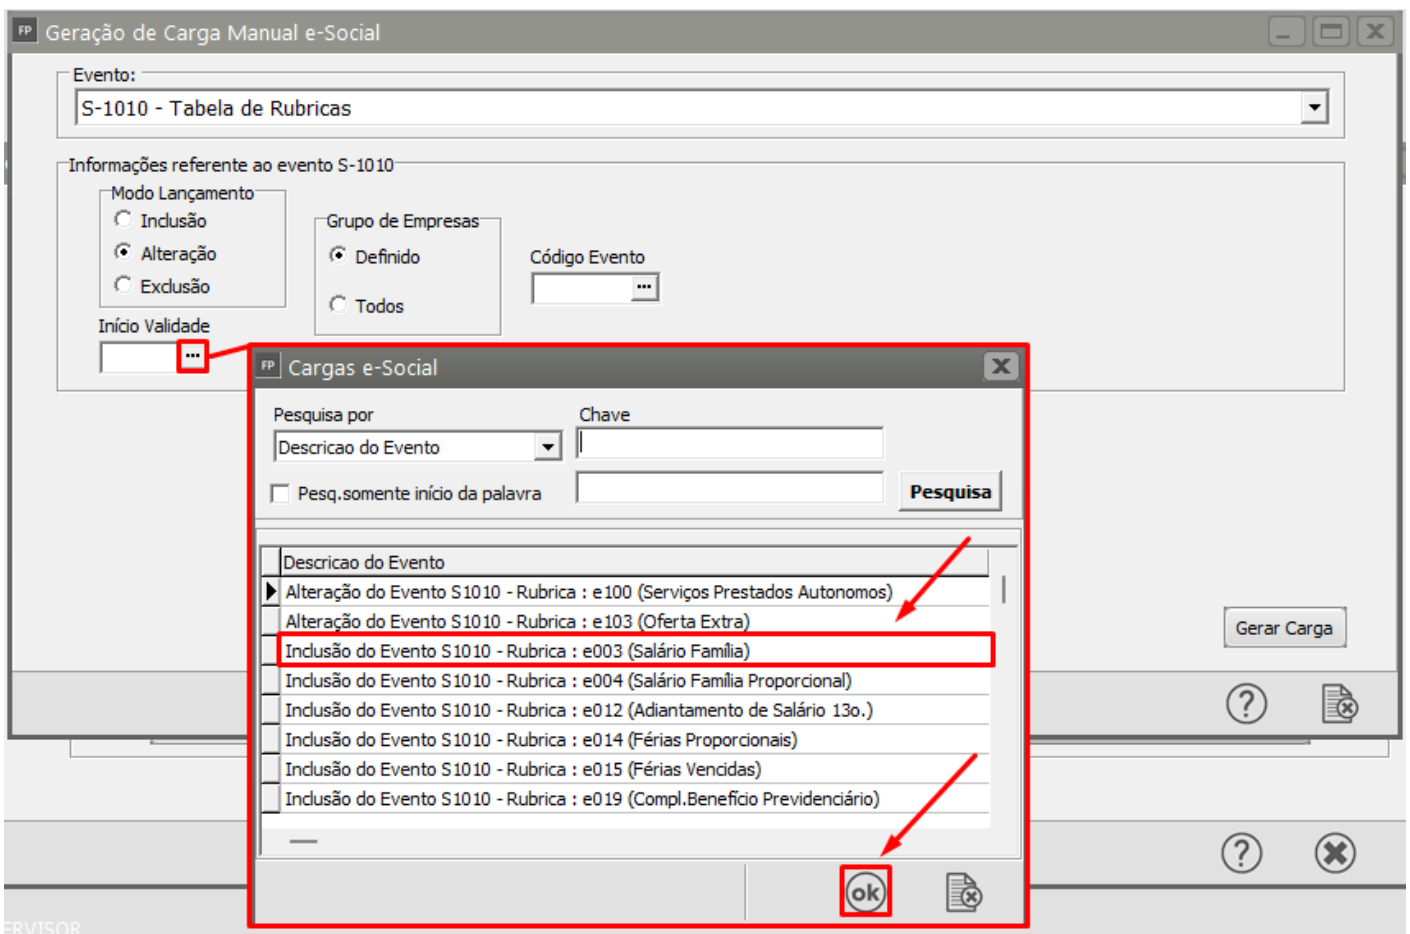 FP Geração de Carga Manual e-Social
Evento:
S-1010 - Tabela de Rubricas
Informações referente ao evento S-1010
Modo Lançamento
Inclusão
Alteração
Exclusão
Grupo de Empresas
Definido
Todos
Código Evento
...
Início Validade
...
FP Cargas e-Social
Pesquisa por
Chave
Descricao do Evento
Pesq.somente início da palavra
Pesquisa
Descricao do Evento
Alteração do Evento S1010 - Rubrica : e100 (Serviços Prestados Autonomos)
Alteração do Evento S1010 - Rubrica : e103 (Oferta Extra)
Inclusão do Evento S1010 - Rubrica : e003 (Salário Família)
Inclusão do Evento S1010 - Rubrica : e004 (Salário Família Proporcional)
Inclusão do Evento S1010 - Rubrica : e012 (Adiantamento de Salário 13o.)
Inclusão do Evento S1010 - Rubrica : e014 (Férias Proporcionais)
Inclusão do Evento S1010 - Rubrica : e015 (Férias Vencidas)
Inclusão do Evento S1010 - Rubrica : e019 (Compl.Benefício Previdenciário)
Gerar Carga
?
?
ok
ERVISOR